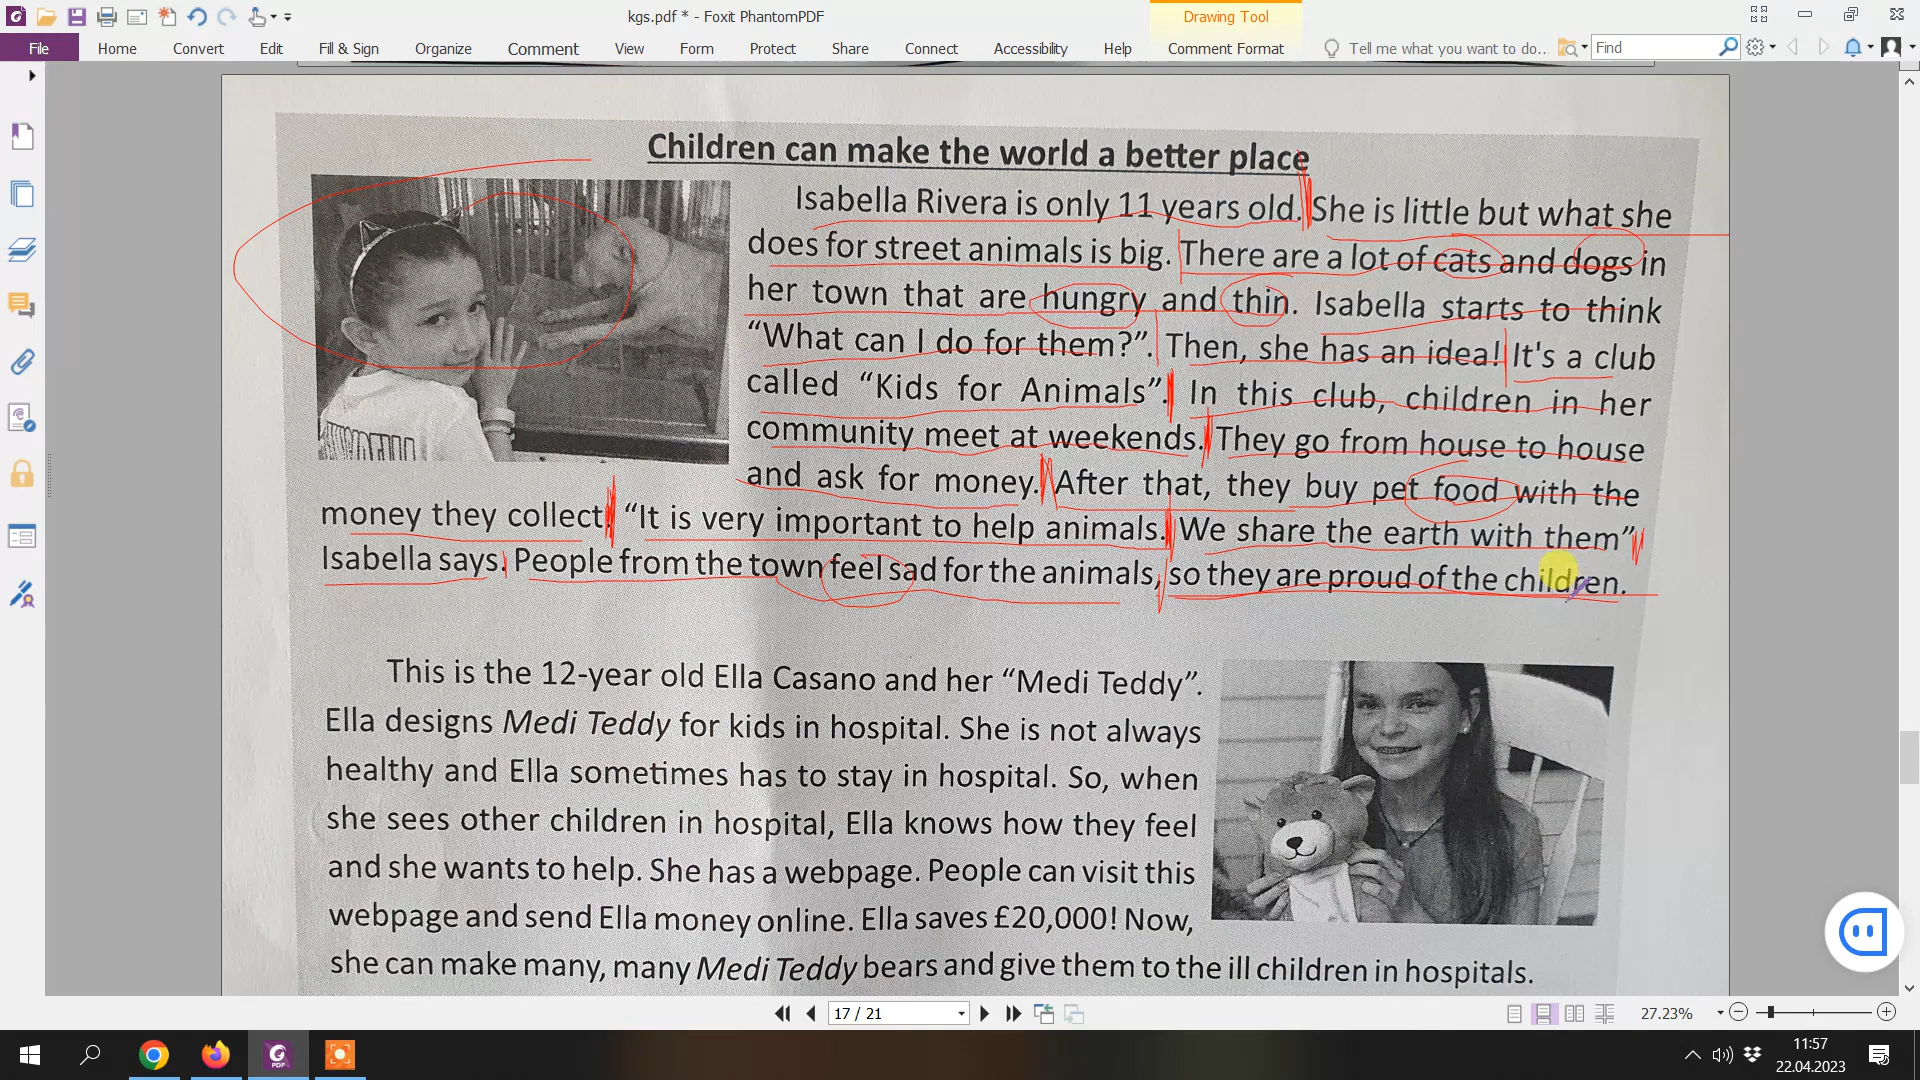 kgs.pdf * - Foxit PhantomPDF
Drawing Tool
File Home Convert Edit Fill & Sign Organize Comment View Form Protect Share Connect Accessibility Help Comment Format Tell me what you want to do... Find
Children can make the world a better place
Isabella Rivera is only 11 years old. She is little but what she
does for street animals is big. There are a lot of cats and dogs in
her town that are hungry and thin. Isabella starts to think
“What can I do for them?”. Then, she has an idea! It's a club
called “Kids for Animals”. In this club, children in her
community meet at weekends. They go from house to house
and ask for money. After that, they buy pet food with the
money they collect. “It is very important to help animals. We share the earth with them”
Isabella says. People from the town feel sad for the animals, so they are proud of the children.
This is the 12-year old Ella Casano and her “Medi Teddy”.
Ella designs Medi Teddy for kids in hospital. She is not always
healthy and Ella sometimes has to stay in hospital. So, when
she sees other children in hospital, Ella knows how they feel
and she wants to help. She has a webpage. People can visit this
webpage and send Ella money online. Ella saves £20,000! Now,
she can make many, many Medi Teddy bears and give them to the ill children in hospitals.
17 / 21
27.23%
PDF
11:57
22.04.2023